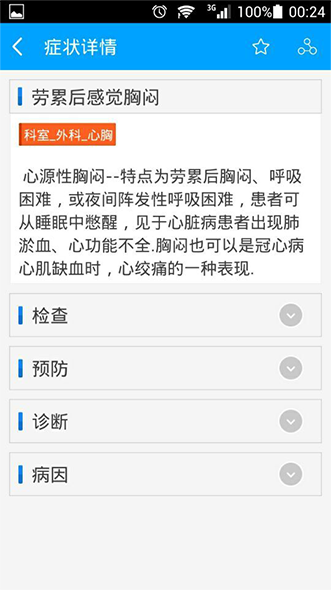 3G 100% 00:24
症状详情
劳累后感觉胸闷
科室_外科_心胸
心源性胸闷--特点为劳累后胸闷、呼吸
困难，或夜间阵发性呼吸困难，患者可
从睡眠中憋醒，见于心脏病患者出现肺
淤血、心功能不全.胸闷也可以是冠心病
心肌缺血时，心绞痛的一种表现.
检查
预防
诊断
病因